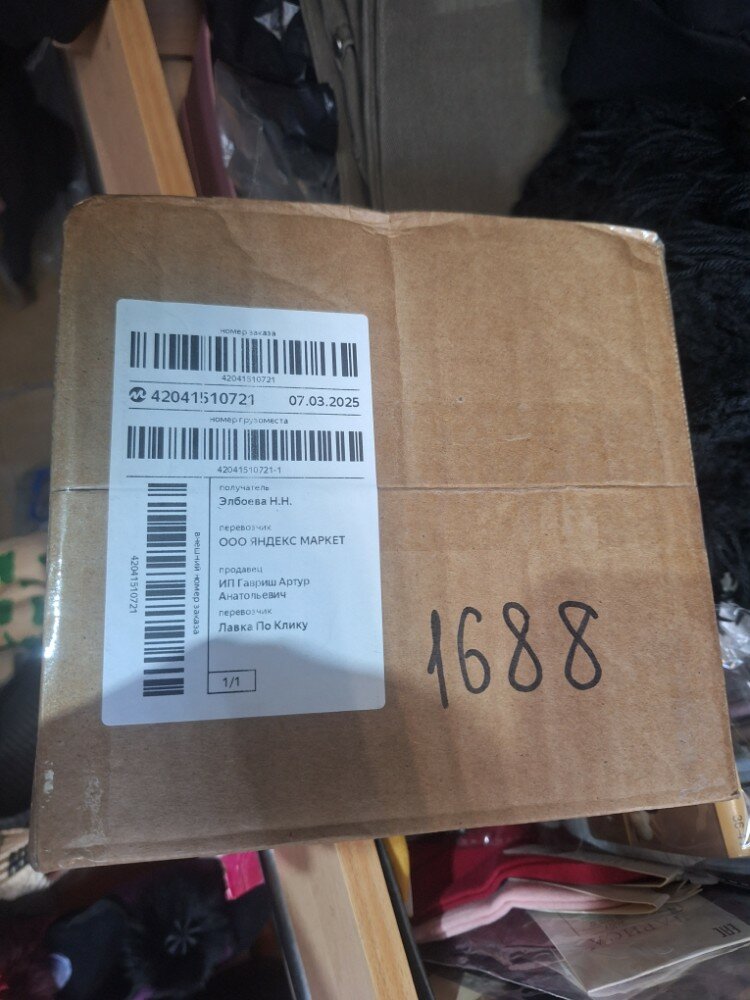 номер заказа
42041510721
42041510721 07.03.2025
номер грузоместа
42041510721-1
получатель
Элбоева Н.Н.
перевозчик
ООО ЯНДЕКС МАРКЕТ
продавец
ИП Гавриш Артур
Анатольевич
перевозчик
Лавка По Клику
1/1
внешний номер заказа
42041510721
1688